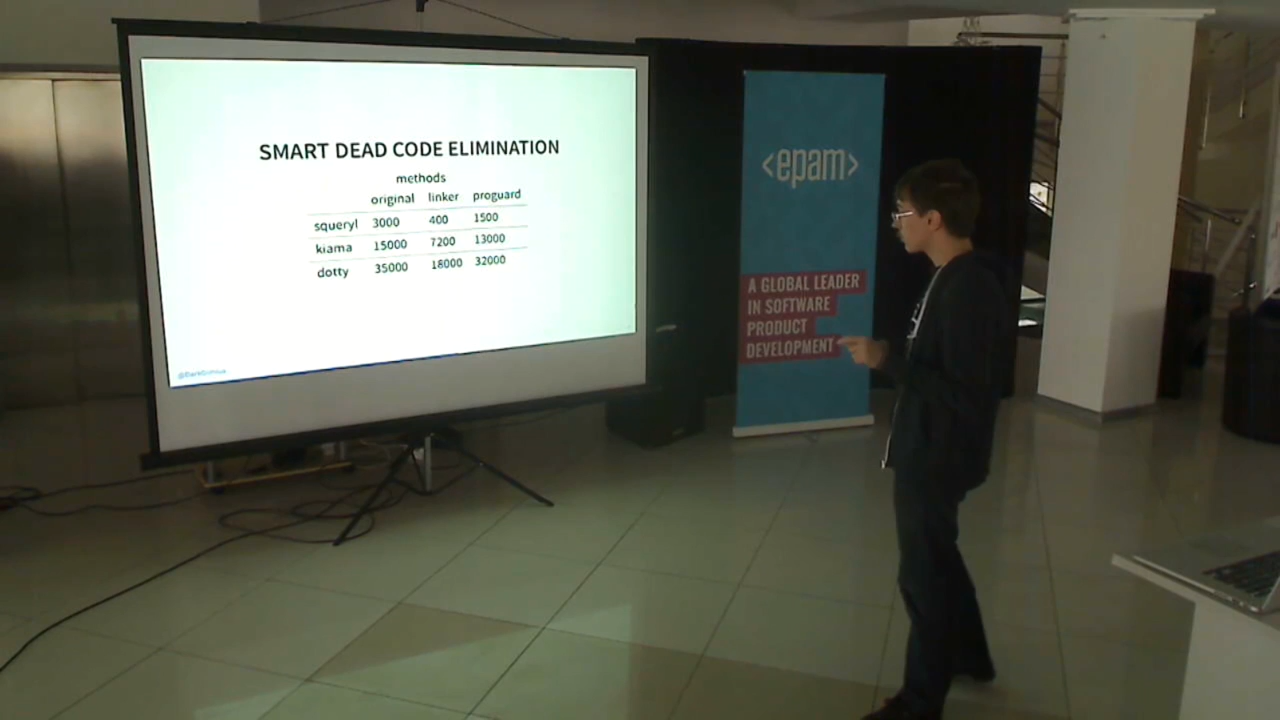 SMART DEAD CODE ELIMINATION
methods
original linker proguard
squeryl 3000 400 1500
kiama 15000 7200 13000
dotty 35000 18000 32000
<epam>
A GLOBAL LEADER
IN SOFTWARE
PRODUCT
DEVELOPMENT